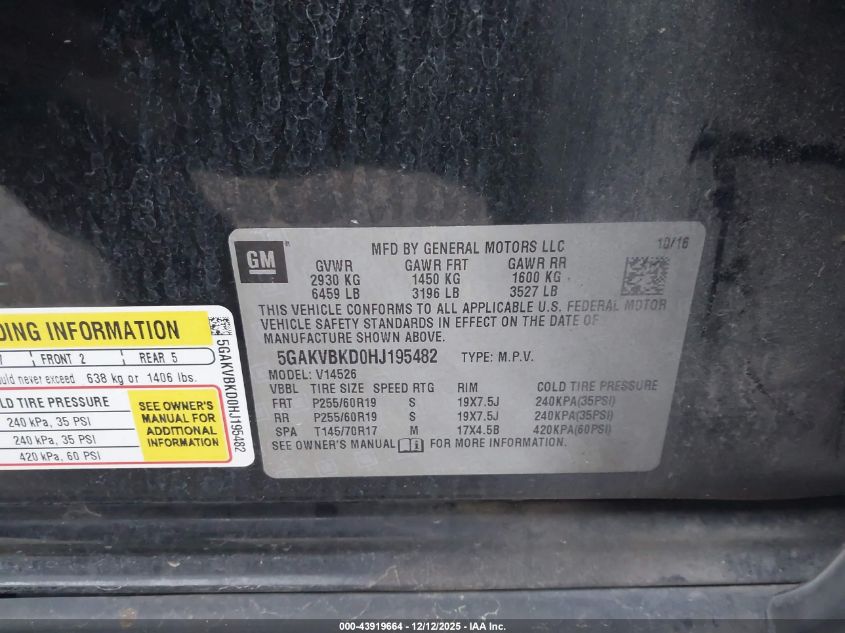 GM
MFD BY GENERAL MOTORS LLC
10/16
GVWR GAWR FRT GAWR RR
2930 KG 1450 KG 1600 KG
6459 LB 3196 LB 3527 LB
THIS VEHICLE CONFORMS TO ALL APPLICABLE U.S. FEDERAL MOTOR
VEHICLE SAFETY STANDARDS IN EFFECT ON THE DATE OF
MANUFACTURE SHOWN ABOVE.
5GAKVBKD0HJ195482 TYPE: M.P.V.
MODEL: V14526
VBBL TIRE SIZE SPEED RTG RIM COLD TIRE PRESSURE
FRT P255/60R19 S 19X7.5J 240KPA(35PSI)
RR P255/60R19 S 19X7.5J 240KPA(35PSI)
SPA T145/70R17 M 17X4.5B 420KPA(60PSI)
SEE OWNER'S MANUAL FOR MORE INFORMATION.
DING INFORMATION
FRONT 2 REAR 5
ould never exceed 638 kg or 1406 lbs.
LD TIRE PRESSURE
240 kPa, 35 PSI
240 kPa, 35 PSI
420 kPa, 60 PSI
SEE OWNER'S
MANUAL FOR
ADDITIONAL
INFORMATION
5GAKVBKD0HJ195482
000-43919664 - 12/12/2025 - IAA Inc.